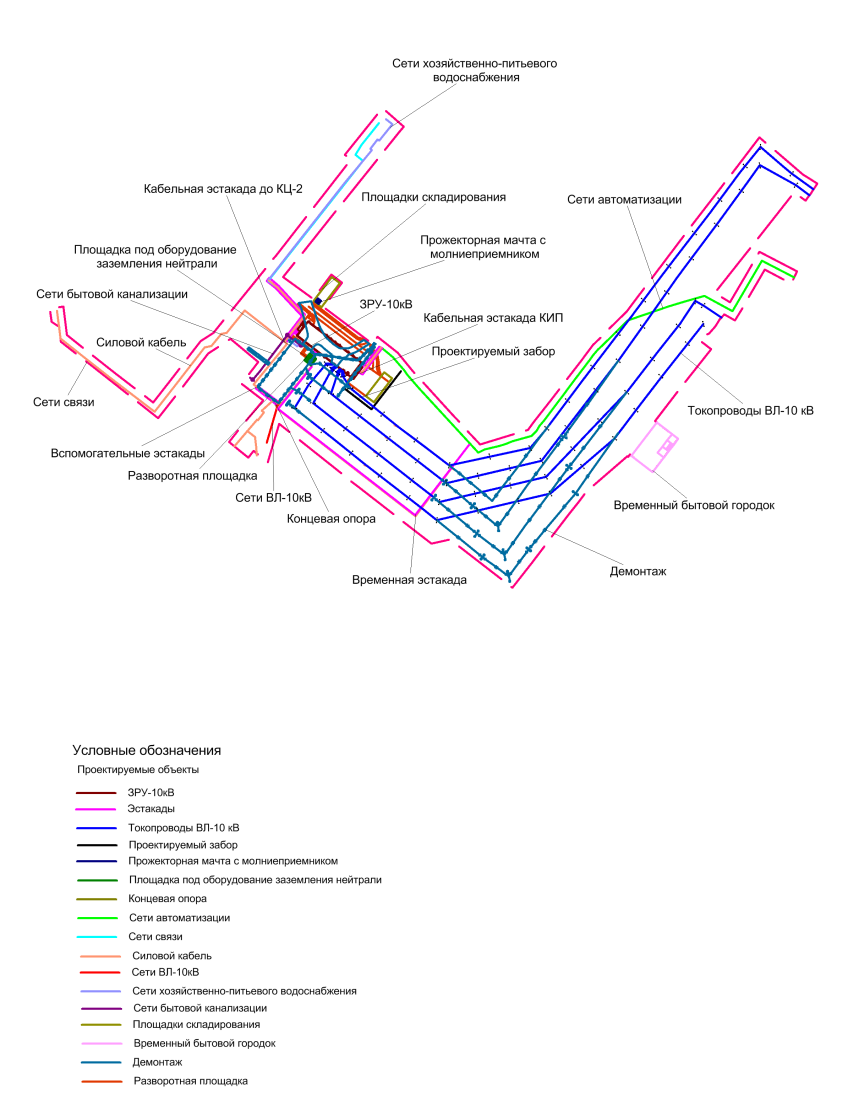 Сети хозяйственно-питьевого
водоснабжения
Кабельная эстакада до КЦ-2
Площадки складирования
Сети автоматизации
Прожекторная мачта с
молниеприемником
Площадка под оборудование
заземления нейтрали
Сети бытовой канализации
ЗРУ-10кВ
Кабельная эстакада КИП
Силовой кабель
Проектируемый забор
Сети связи
Токопроводы ВЛ-10 кВ
Вспомогательные эстакады
Разворотная площадка
Сети ВЛ-10кВ
Концевая опора
Временный бытовой городок
Временная эстакада
Демонтаж
Условные обозначения
Проектируемые объекты
ЗРУ-10кВ
Эстакады
Токопроводы ВЛ-10 кВ
Проектируемый забор
Прожекторная мачта с молниеприемником
Площадка под оборудование заземления нейтрали
Концевая опора
Сети автоматизации
Сети связи
Силовой кабель
Сети ВЛ-10кВ
Сети хозяйственно-питьевого водоснабжения
Сети бытовой канализации
Площадки складирования
Временный бытовой городок
Демонтаж
Разворотная площадка